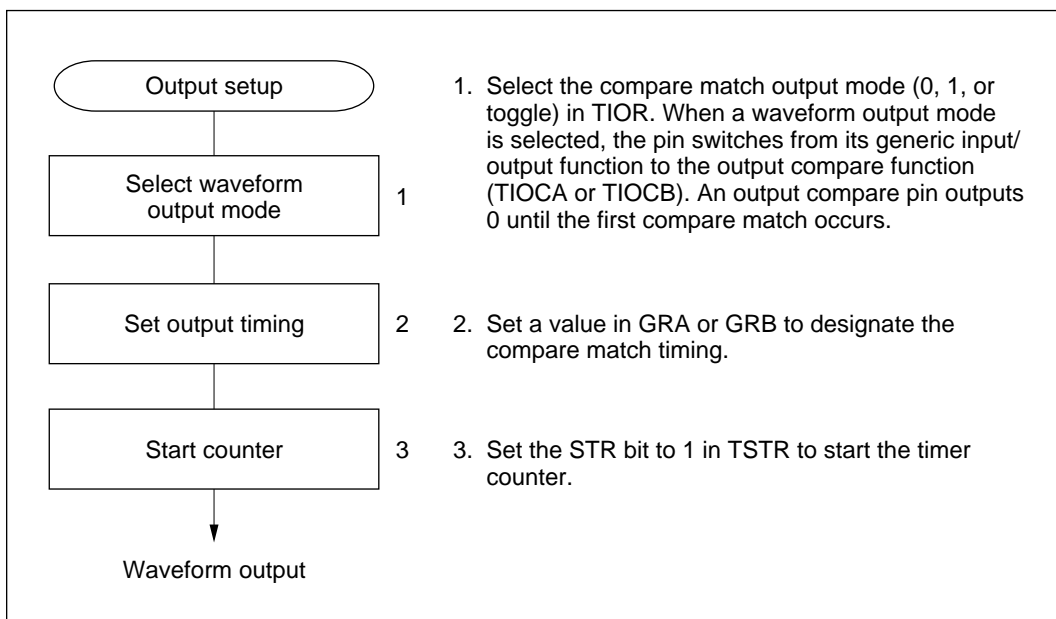 Output setup
Select waveform
output mode
1
1. Select the compare match output mode (0, 1, or
toggle) in TIOR. When a waveform output mode
is selected, the pin switches from its generic input/
output function to the output compare function
(TIOCA or TIOCB). An output compare pin outputs
0 until the first compare match occurs.
Set output timing
2
2. Set a value in GRA or GRB to designate the
compare match timing.
Start counter
3
3. Set the STR bit to 1 in TSTR to start the timer
counter.
Waveform output